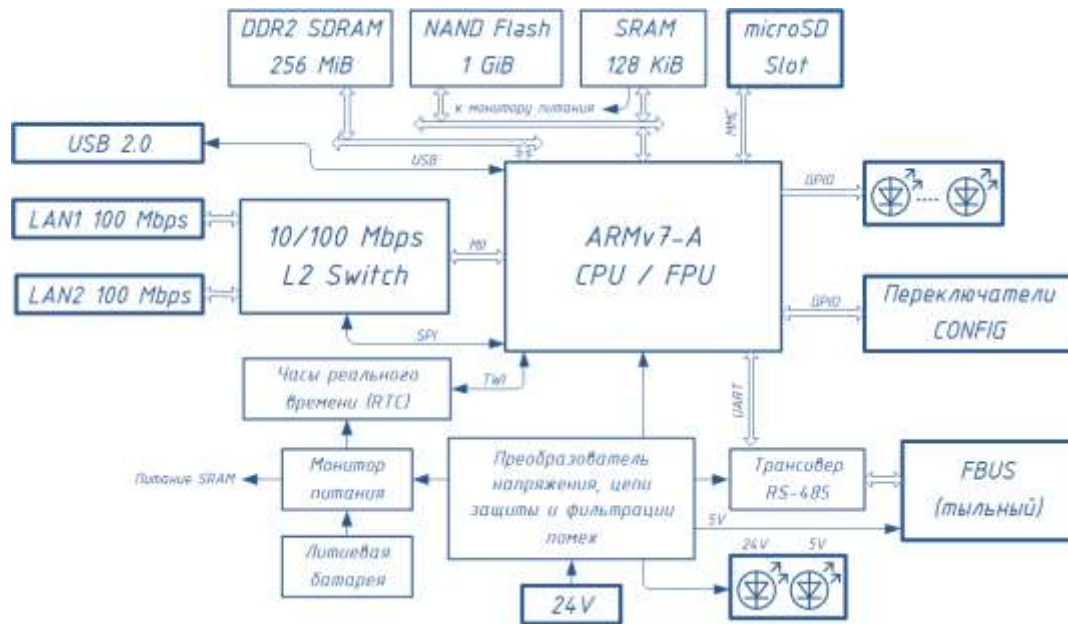 DDR2 SDRAM
256 MiB
NAND Flash
1 GiB
SRAM
128 KiB
microSD
Slot
к монитору питания
MMC
USB 2.0
USB
GPIO
LAN1 100 Mbps
10/100 Mbps
L2 Switch
MII
ARMv7-A
CPU / FPU
LAN2 100 Mbps
GPIO
Переключатели
CONFIG
SPI
Часы реального
времени (RTC)
TWI
UART
Питание SRAM
Монитор
питания
Преобразователь
напряжения, цепи
защиты и фильтрации
помех
Трансивер
RS-485
FBUS
(тыльный)
5V
Литиевая
батарея
24V
24V 5V